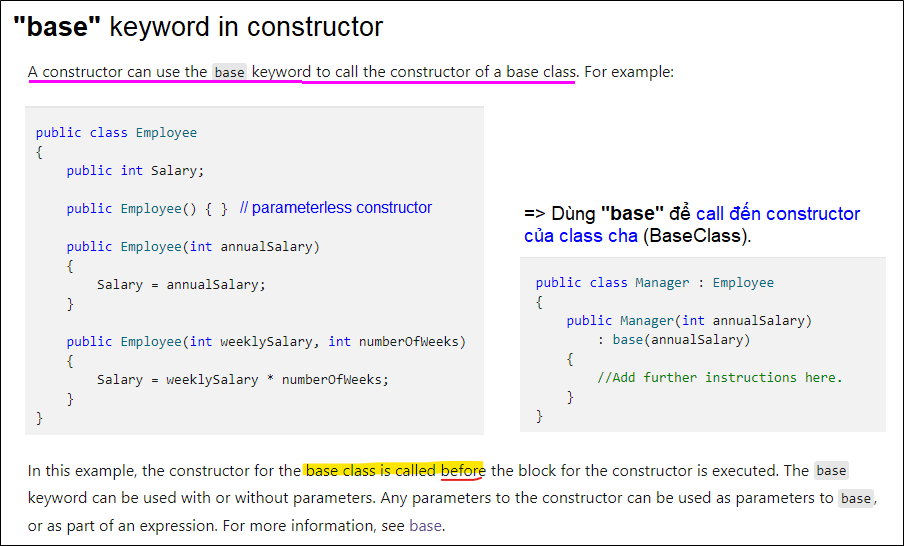 "base" keyword in constructor
A constructor can use the base keyword to call the constructor of a base class. For example:
public class Employee
{
    public int Salary;
    public Employee() { } // parameterless constructor
    public Employee(int annualSalary)
    {
        Salary = annualSalary;
    }
    public Employee(int weeklySalary, int numberOfWeeks)
    {
        Salary = weeklySalary * numberOfWeeks;
    }
}
=> Dùng "base" để call đến constructor
của class cha (BaseClass).
public class Manager : Employee
{
    public Manager(int annualSalary)
        : base(annualSalary)
    {
        //Add further instructions here.
    }
}
In this example, the constructor for the base class is called before the block for the constructor is executed. The base
keyword can be used with or without parameters. Any parameters to the constructor can be used as parameters to base,
or as part of an expression. For more information, see base.